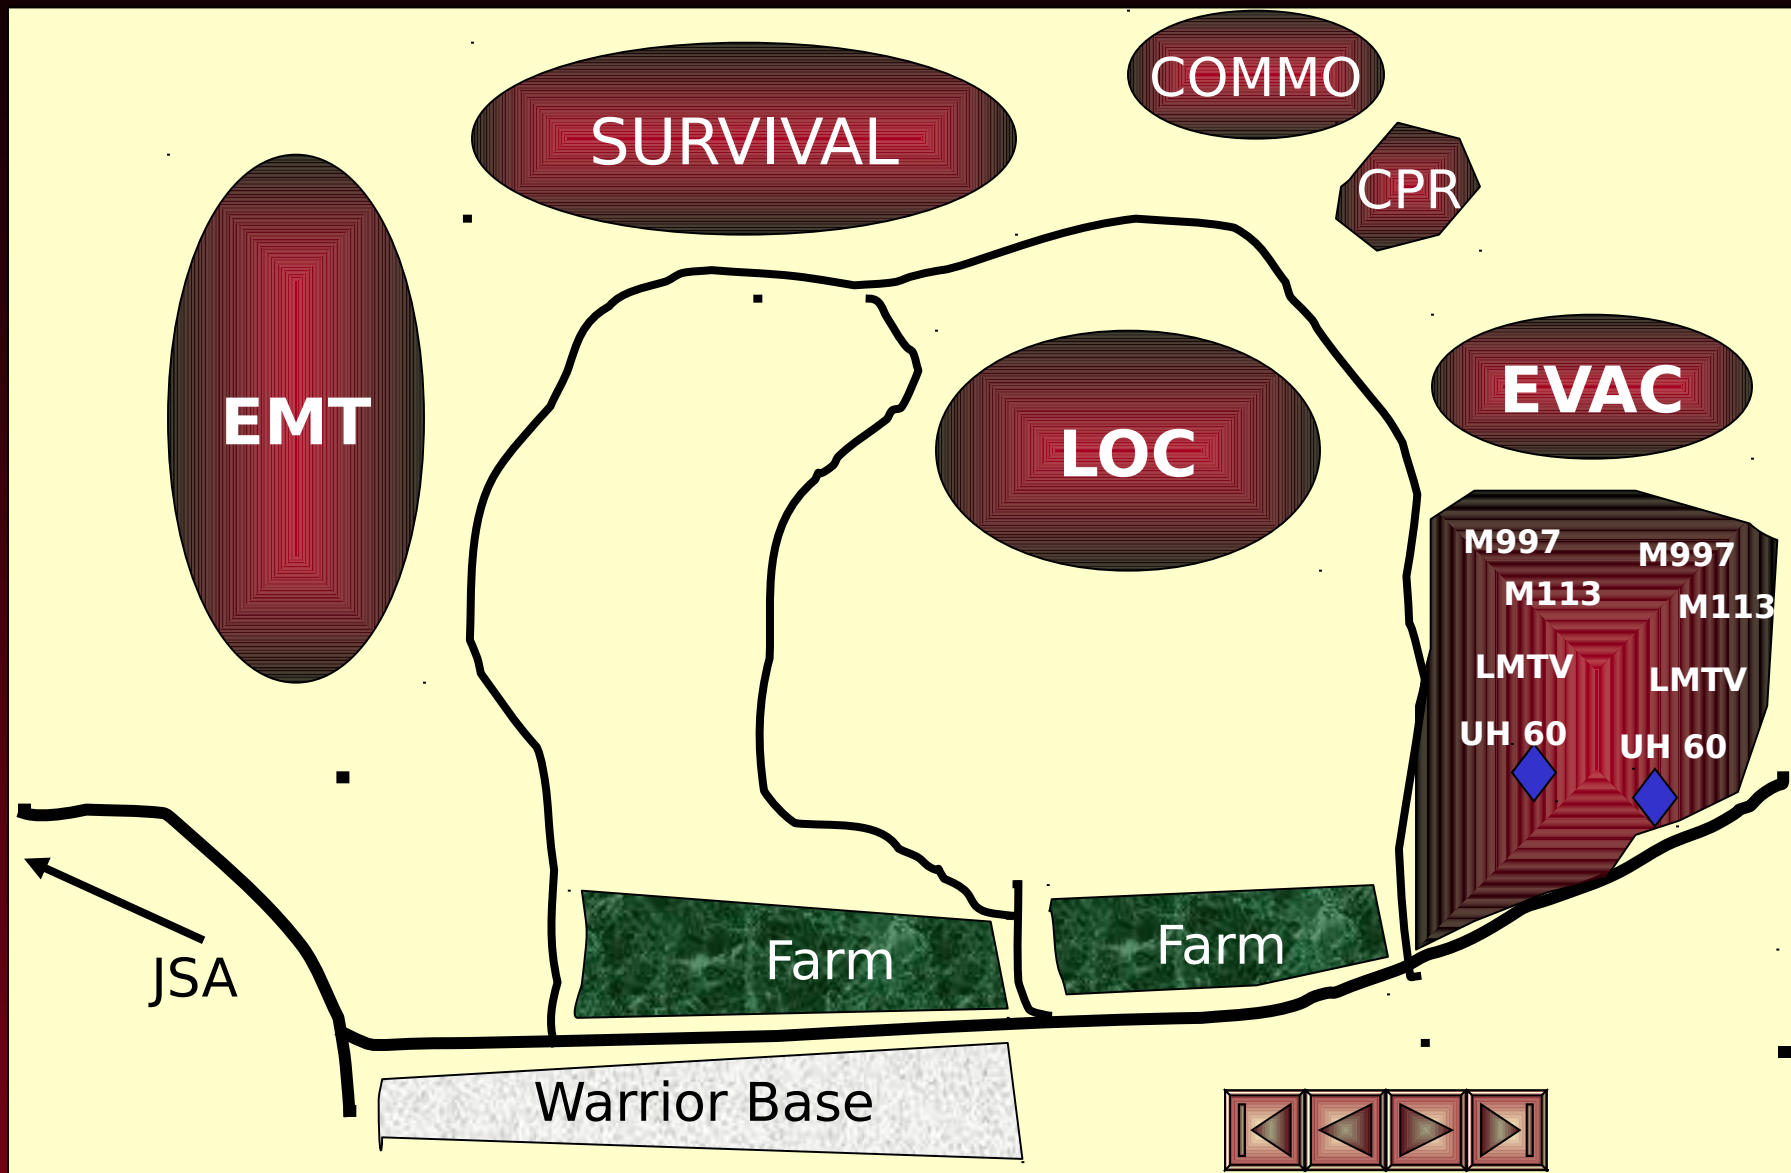 COMMO
SURVIVAL
CPR
EMT
EVAC
LOC
M997
M997
M113
M113
LMTV
LMTV
UH 60
UH 60
Farm
Farm
JSA
Warrior Base